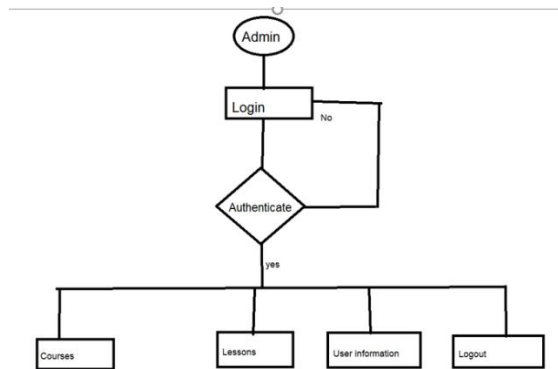 Admin
Login
No
Authenticate
yes
Courses
Lessons
User information
Logout